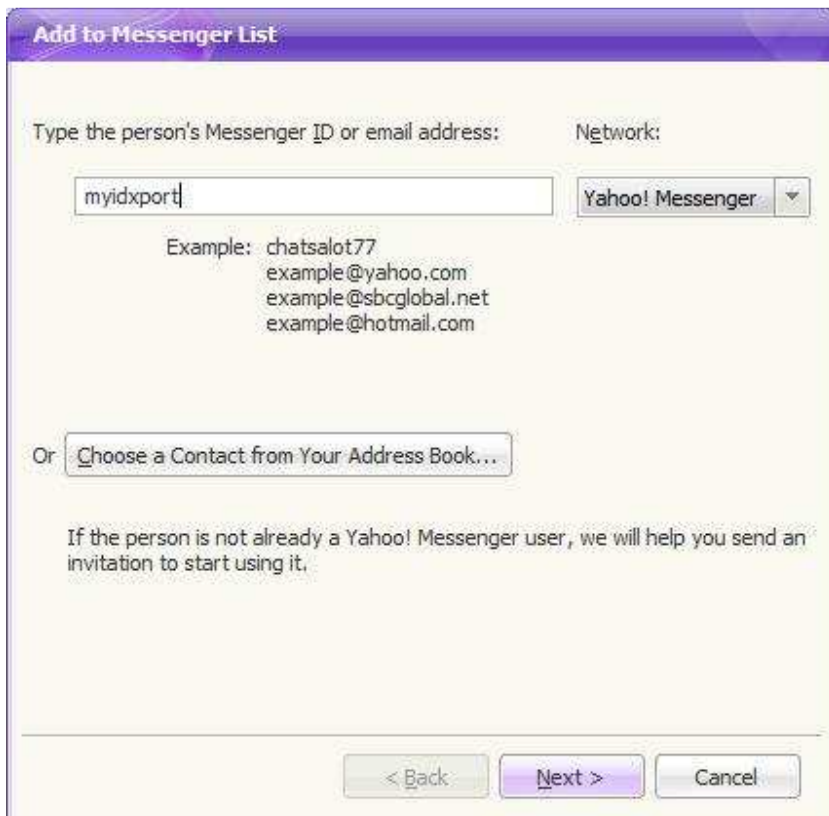 Add to Messenger List
Type the person's Messenger ID or email address:
Network:
myidxport
Yahoo! Messenger
Example: chatsalot77
example@yahoo.com
example@sbcglobal.net
example@hotmail.com
Or Choose a Contact from Your Address Book...
If the person is not already a Yahoo! Messenger user, we will help you send an
invitation to start using it.
< Back
Next >
Cancel